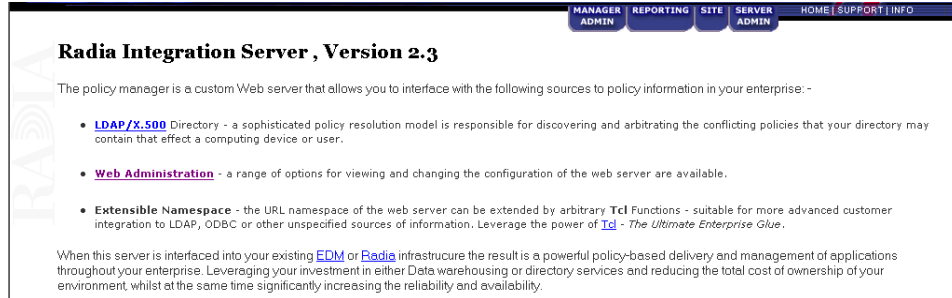 MANAGER ADMIN REPORTING SITE SERVER ADMIN HOME | SUPPORT | INFO
RADIA
Radia Integration Server , Version 2.3
The policy manager is a custom Web server that allows you to interface with the following sources to policy information in your enterprise: -
• LDAP/X.500 Directory - a sophisticated policy resolution model is responsible for discovering and arbitrating the conflicting policies that your directory may
contain that effect a computing device or user.
• Web Administration - a range of options for viewing and changing the configuration of the web server are available.
• Extensible Namespace - the URL namespace of the web server can be extended by arbitrary Tcl Functions - suitable for more advanced customer
integration to LDAP, ODBC or other unspecified sources of information. Leverage the power of Tcl - The Ultimate Enterprise Glue.
When this server is interfaced into your existing EDM or Radia infrastrucure the result is a powerful policy-based delivery and management of applications
throughout your enterprise. Leveraging your investment in either Data warehousing or directory services and reducing the total cost of ownership of your
environment, whilst at the same time significantly increasing the reliability and availability.